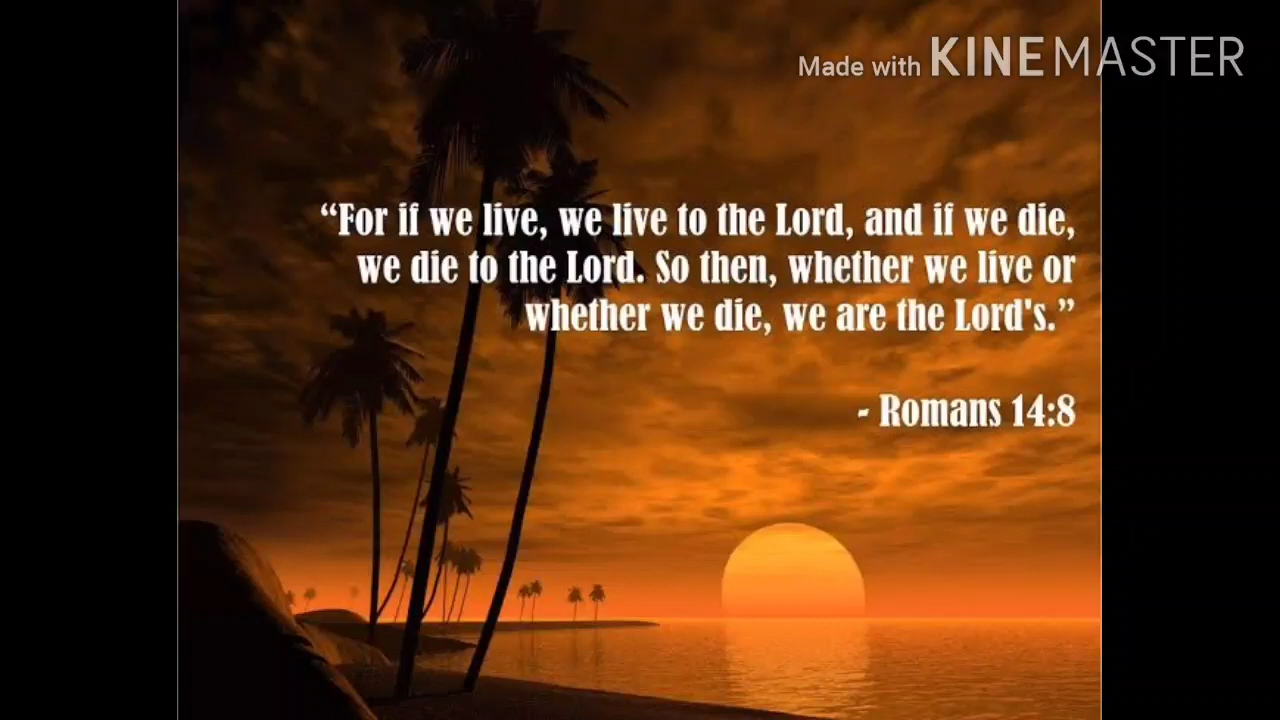 Made with KINEMASTER
“For if we live, we live to the Lord, and if we die,
we die to the Lord. So then, whether we live or
whether we die, we are the Lord's.”
- Romans 14:8